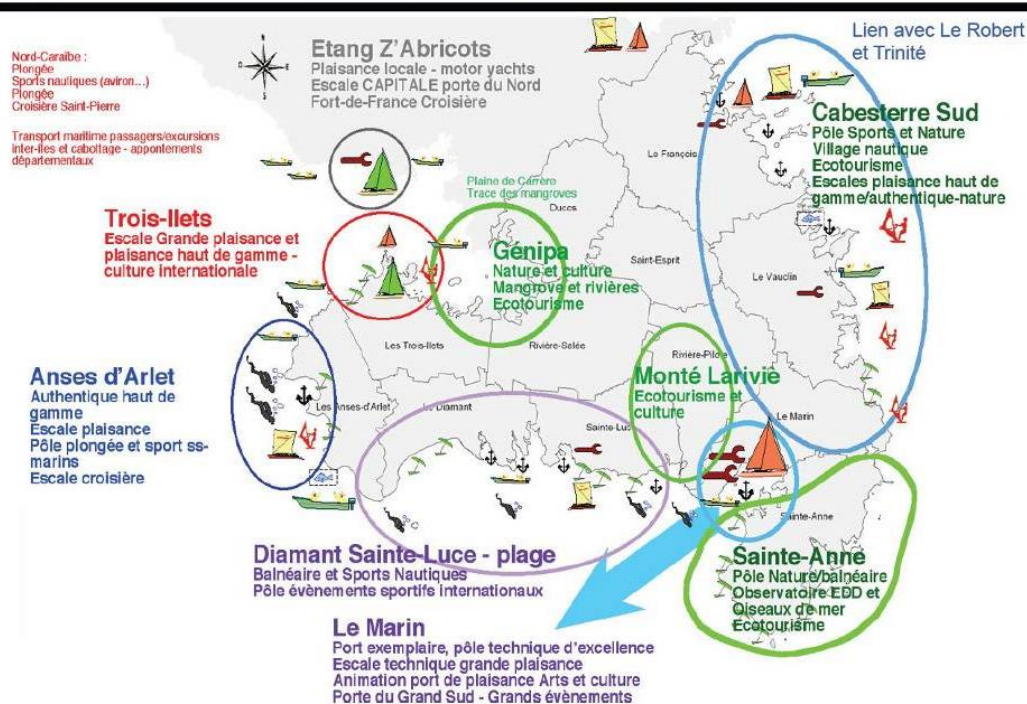 Nord-Caraïbe :
Plongée
Sports nautiques (aviron...)
Plongée
Croisière Saint-Pierre
Transport maritime passagers/excursions
inter-îles et cabottage - appontements
départementaux
Etang Z'Abricots
Plaisance locale - motor yachts
Escale CAPITALE porte du Nord
Fort-de-France Croisière
Lien avec Le Robert
et Trinité
Cabesterre Sud
Pôle Sports et Nature
Village nautique
Ecotourisme
Escales plaisance haut de
gamme/authentique-nature
Le François
Plaine de Carrère
Trace des mangroves
Ducos
Trois-Ilets
Escale Grande plaisance et
plaisance haut de gamme -
culture internationale
Génipa
Nature et culture
Mangrove et rivières
Ecotourisme
Saint-Esprit
Le Vauclin
Les Trois-Ilets
Rivière-Salée
Rivière-Pilote
Anses d'Arlet
Authentique haut de
gamme
Escale plaisance
Pôle plongée et sport ss-
marins
Escale croisière
Les Anses-d'Arlet
Le Diamant
Monté Larivié
Ecotourisme et
culture
Sainte-Luc
Le Marin
Sainte-Anne
Diamant Sainte-Luce - plage
Balnéaire et Sports Nautiques
Pôle évènements sportifs internationaux
Sainte-Anne
Pôle Nature/balnéaire
Observatoire EDD et
Oiseaux de mer
Ecotourisme
Le Marin
Port exemplaire, pôle technique d'excellence
Escale technique grande plaisance
Animation port de plaisance Arts et culture
Porte du Grand Sud - Grands évènements